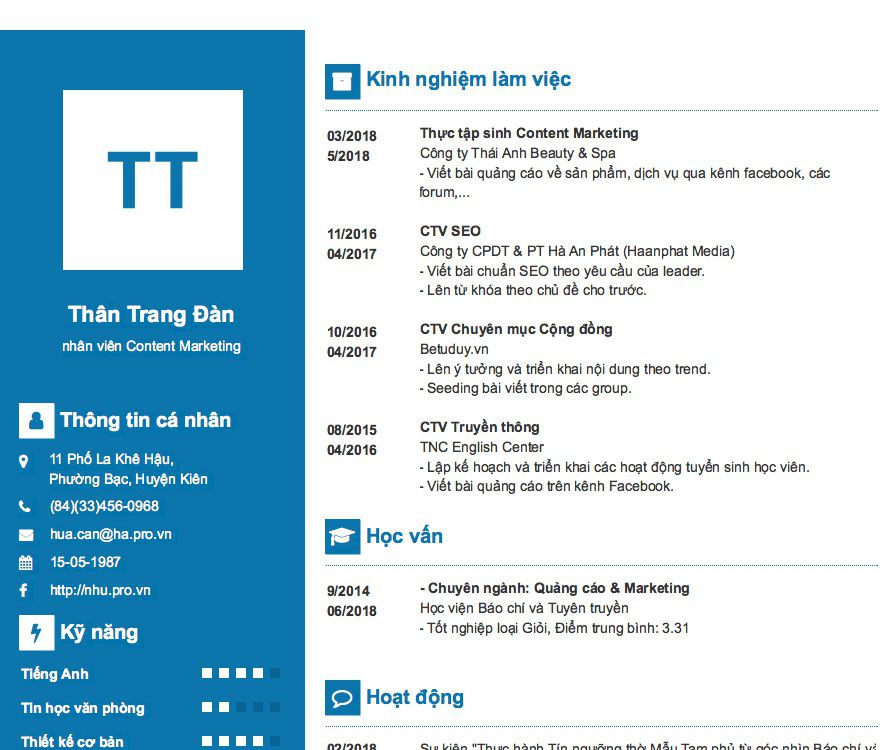 TT
Thân Trang Đàn
nhân viên Content Marketing
Thông tin cá nhân
11 Phố La Khê Hậu,
Phường Bạc, Huyện Kiên
(84)(33)456-0968
hua.can@ha.pro.vn
15-05-1987
http://nhu.pro.vn
Kỹ năng
Tiếng Anh
Tin học văn phòng
Thiết kế cơ bản
Kinh nghiệm làm việc
03/2018
5/2018
Thực tập sinh Content Marketing
Công ty Thái Anh Beauty & Spa
- Viết bài quảng cáo về sản phẩm, dịch vụ qua kênh facebook, các
forum,...
11/2016
04/2017
CTV SEO
Công ty CPDT & PT Hà An Phát (Haanphat Media)
- Viết bài chuẩn SEO theo yêu cầu của leader.
- Lên từ khóa theo chủ đề cho trước.
10/2016
04/2017
CTV Chuyên mục Cộng đồng
Betuduy.vn
- Lên ý tưởng và triển khai nội dung theo trend.
- Seeding bài viết trong các group.
08/2015
04/2016
CTV Truyền thông
TNC English Center
- Lập kế hoạch và triển khai các hoạt động tuyển sinh học viên.
- Viết bài quảng cáo trên kênh Facebook.
Học vấn
9/2014
06/2018
- Chuyên ngành: Quảng cáo & Marketing
Học viện Báo chí và Tuyên truyền
- Tốt nghiệp loại Giỏi, Điểm trung bình: 3.31
Hoạt động
02/2018
Sự kiện "Thực hành Tín ngưỡng thờ Mẫu Tam phủ từ góc nhìn Báo chí và